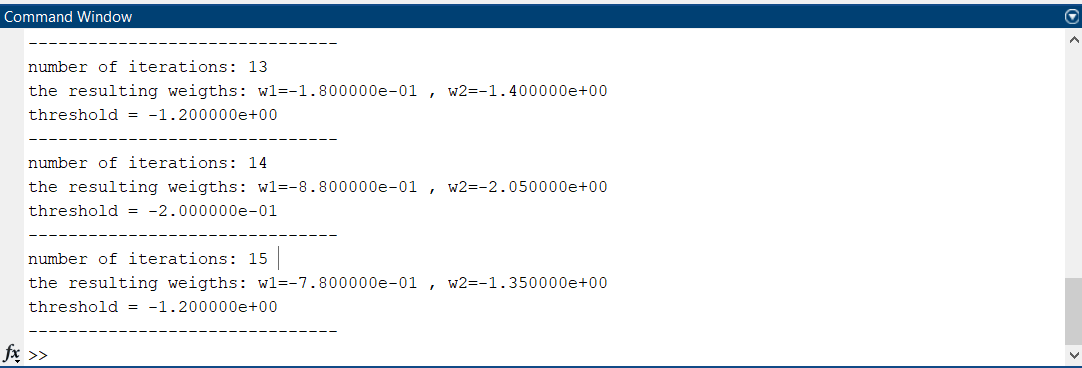 Command Window
-------------------------------
number of iterations: 13
the resulting weigths: w1=-1.800000e-01 , w2=-1.400000e+00
threshold = -1.200000e+00
-------------------------------
number of iterations: 14
the resulting weigths: w1=-8.800000e-01 , w2=-2.050000e+00
threshold = -2.000000e-01
-------------------------------
number of iterations: 15
the resulting weigths: w1=-7.800000e-01 , w2=-1.350000e+00
threshold = -1.200000e+00
-------------------------------
fx >>